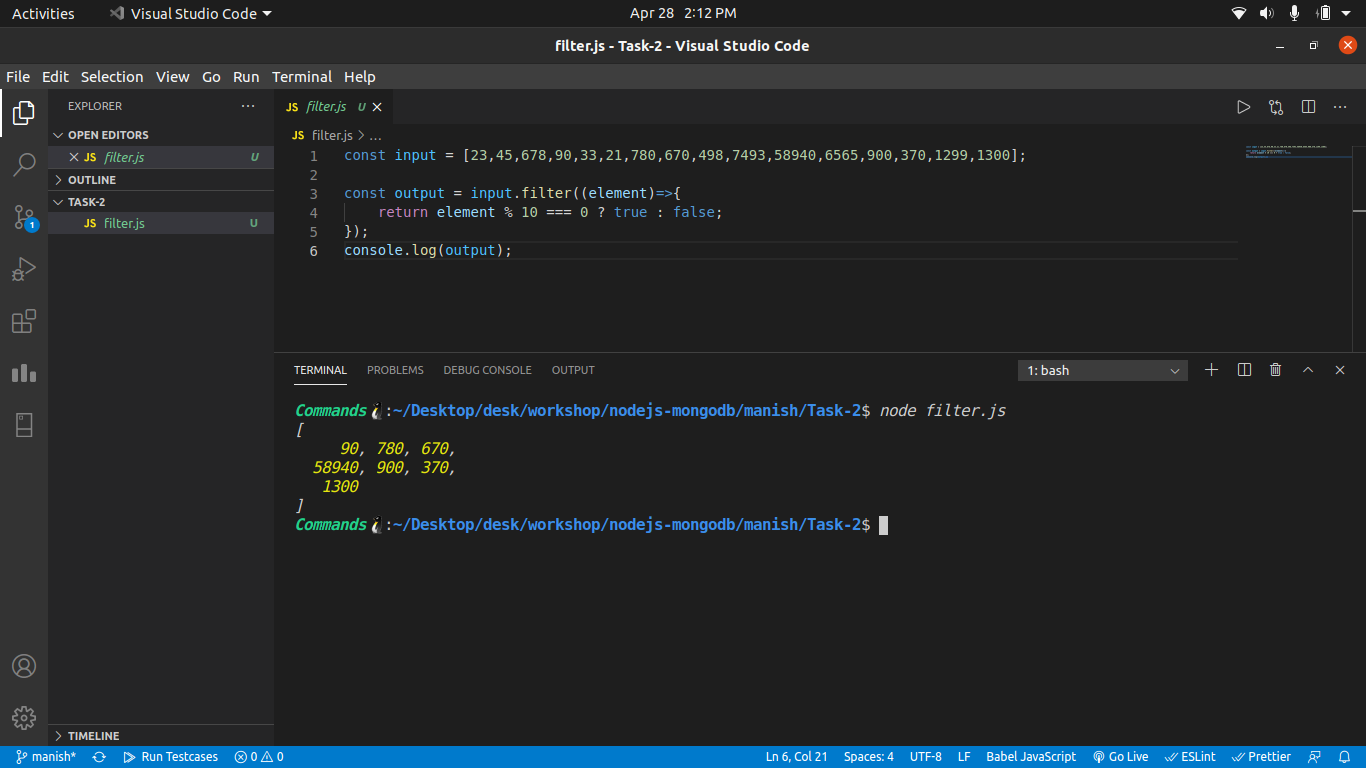 Activities Visual Studio Code Apr 28 2:12 PM
filter.js - Task-2 - Visual Studio Code
File Edit Selection View Go Run Terminal Help
EXPLORER ···
OPEN EDITORS
JS filter.js U
OUTLINE
TASK-2
JS filter.js U
1
TIMELINE
JS filter.js U
JS filter.js > ...
1 const input = [23,45,678,90,33,21,780,670,498,7493,58940,6565,900,370,1299,1300];
2
3 const output = input.filter((element)=>{
4 return element % 10 === 0 ? true : false;
5 });
6 console.log(output);
TERMINAL PROBLEMS DEBUG CONSOLE OUTPUT 1: bash
Commands🐧:~/Desktop/desk/workshop/nodejs-mongodb/manish/Task-2$ node filter.js
[
90, 780, 670,
58940, 900, 370,
1300
]
Commands🐧:~/Desktop/desk/workshop/nodejs-mongodb/manish/Task-2$
manish* Run Testcases 0 0 Ln 6, Col 21 Spaces: 4 UTF-8 LF Babel JavaScript Go Live ESLint Prettier